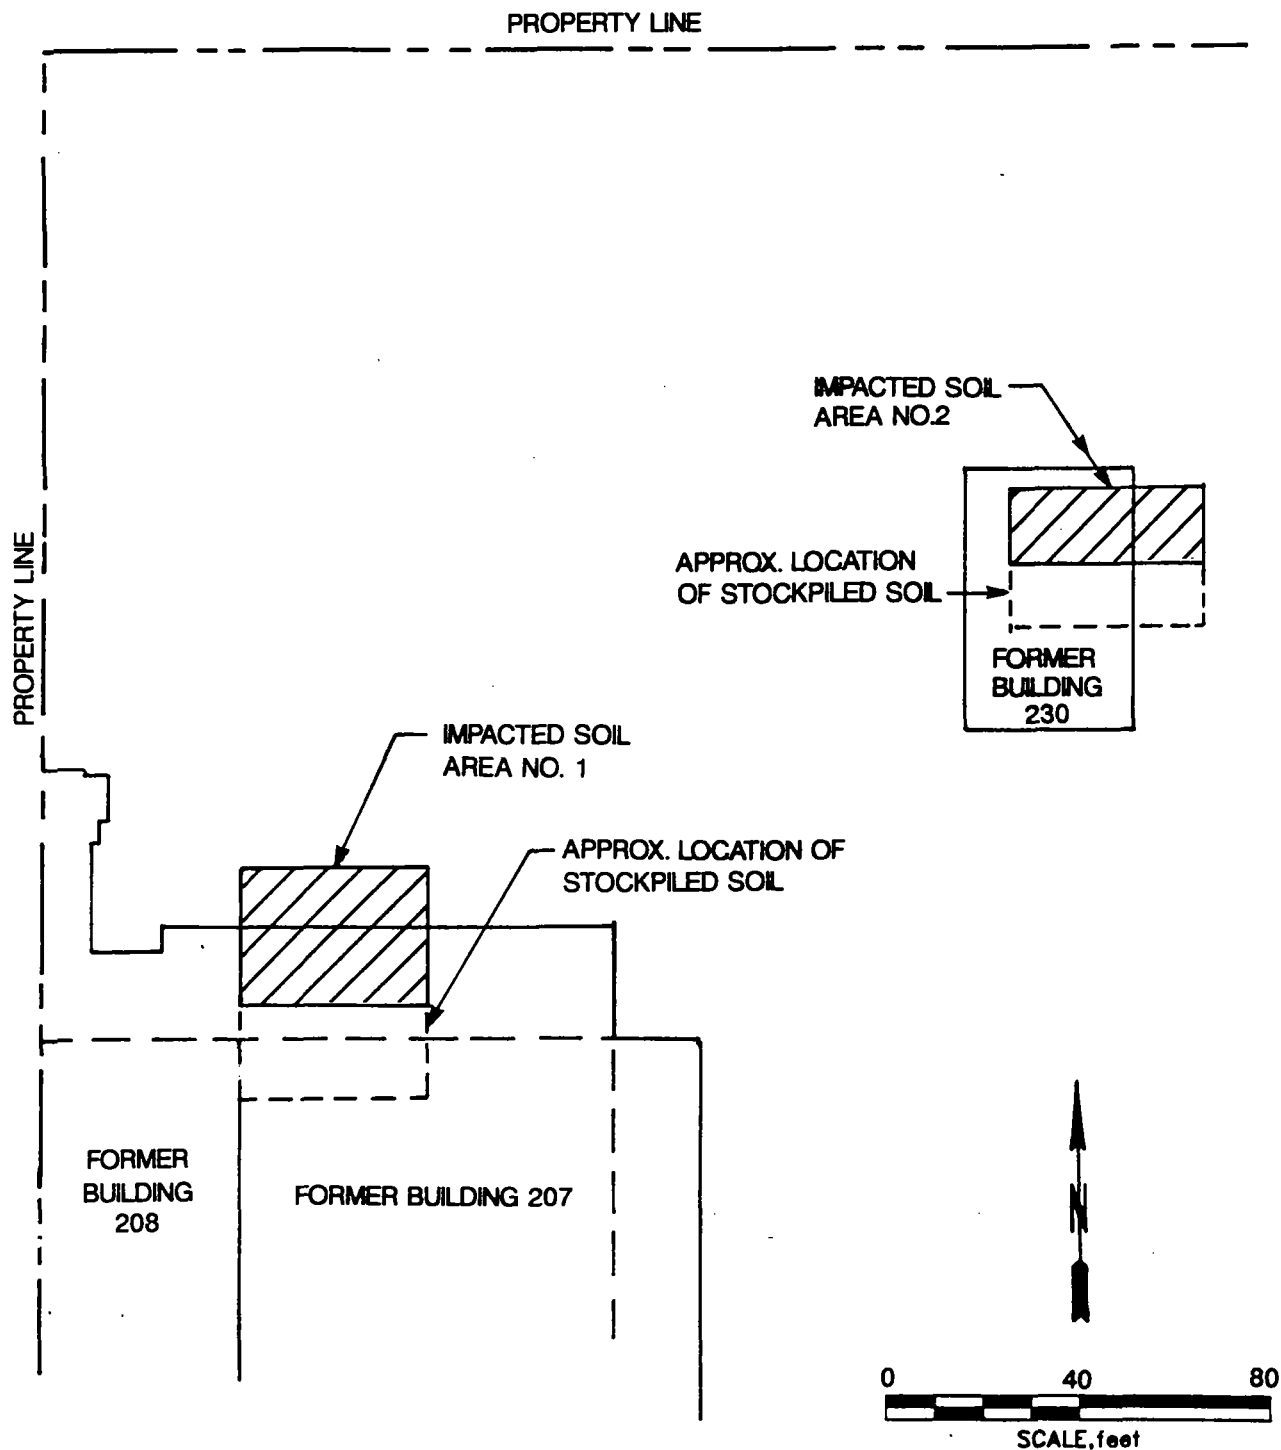 PROPERTY LINE
IMPACTED SOIL
AREA NO.2
APPROX. LOCATION
OF STOCKPILED SOIL
PROPERTY LINE
FORMER
BUILDING
230
IMPACTED SOIL
AREA NO. 1
APPROX. LOCATION OF
STOCKPILED SOIL
FORMER
BUILDING
208
FORMER BUILDING 207
N
0 40 80
SCALE, feet